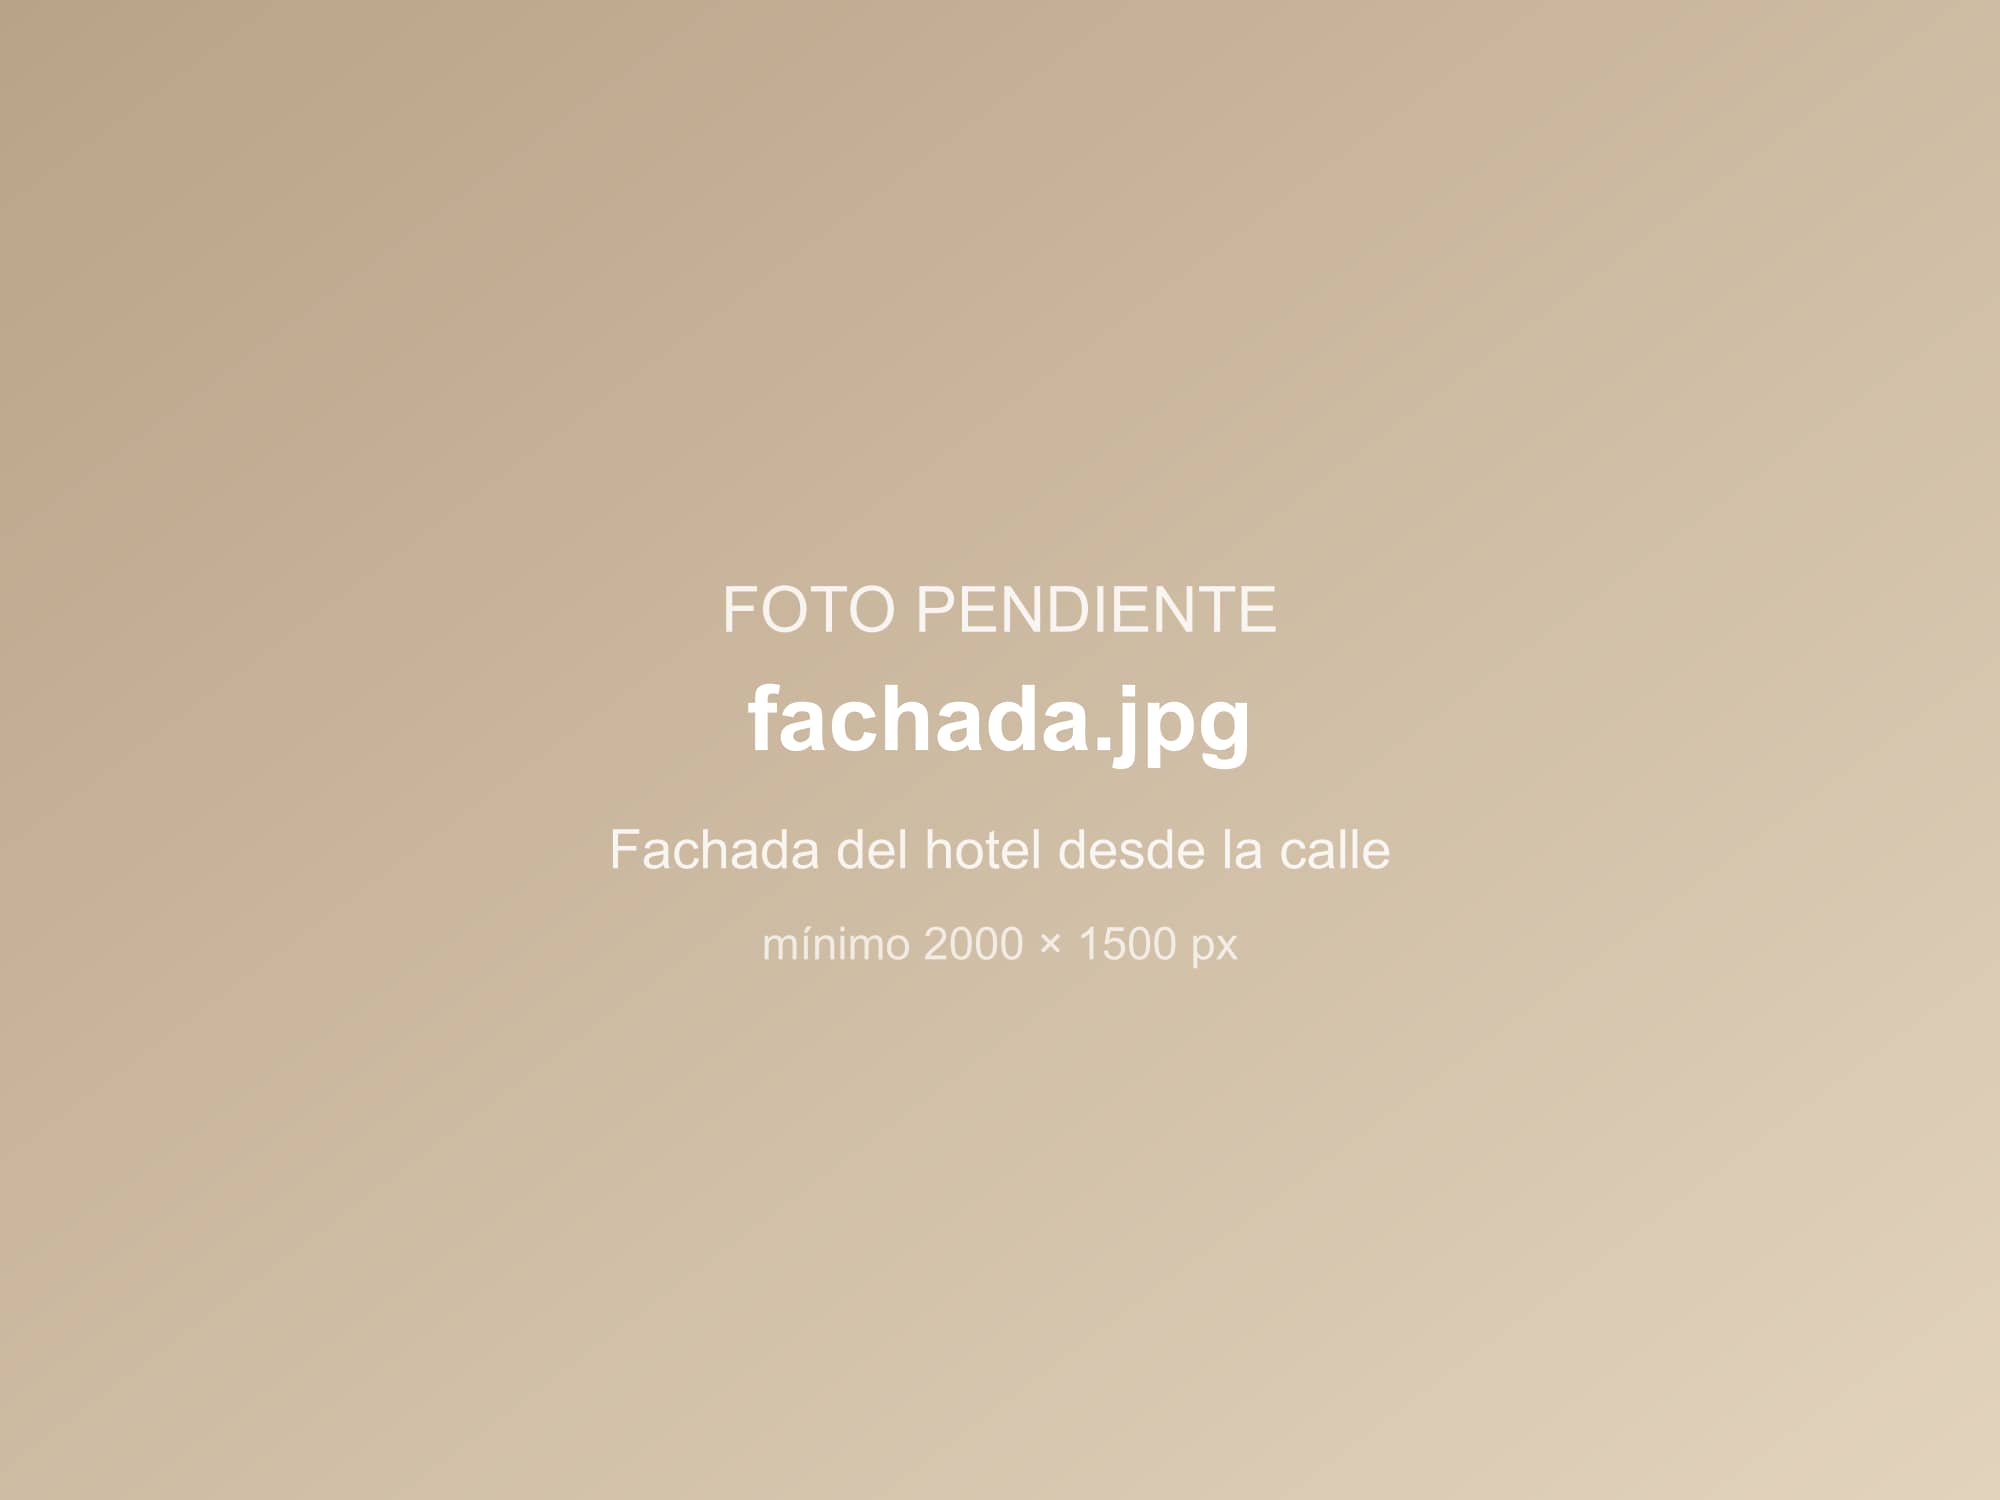 FOTO PENDIENTE
fachada.jpg
Fachada del hotel desde la calle
mínimo 2000 × 1500 px